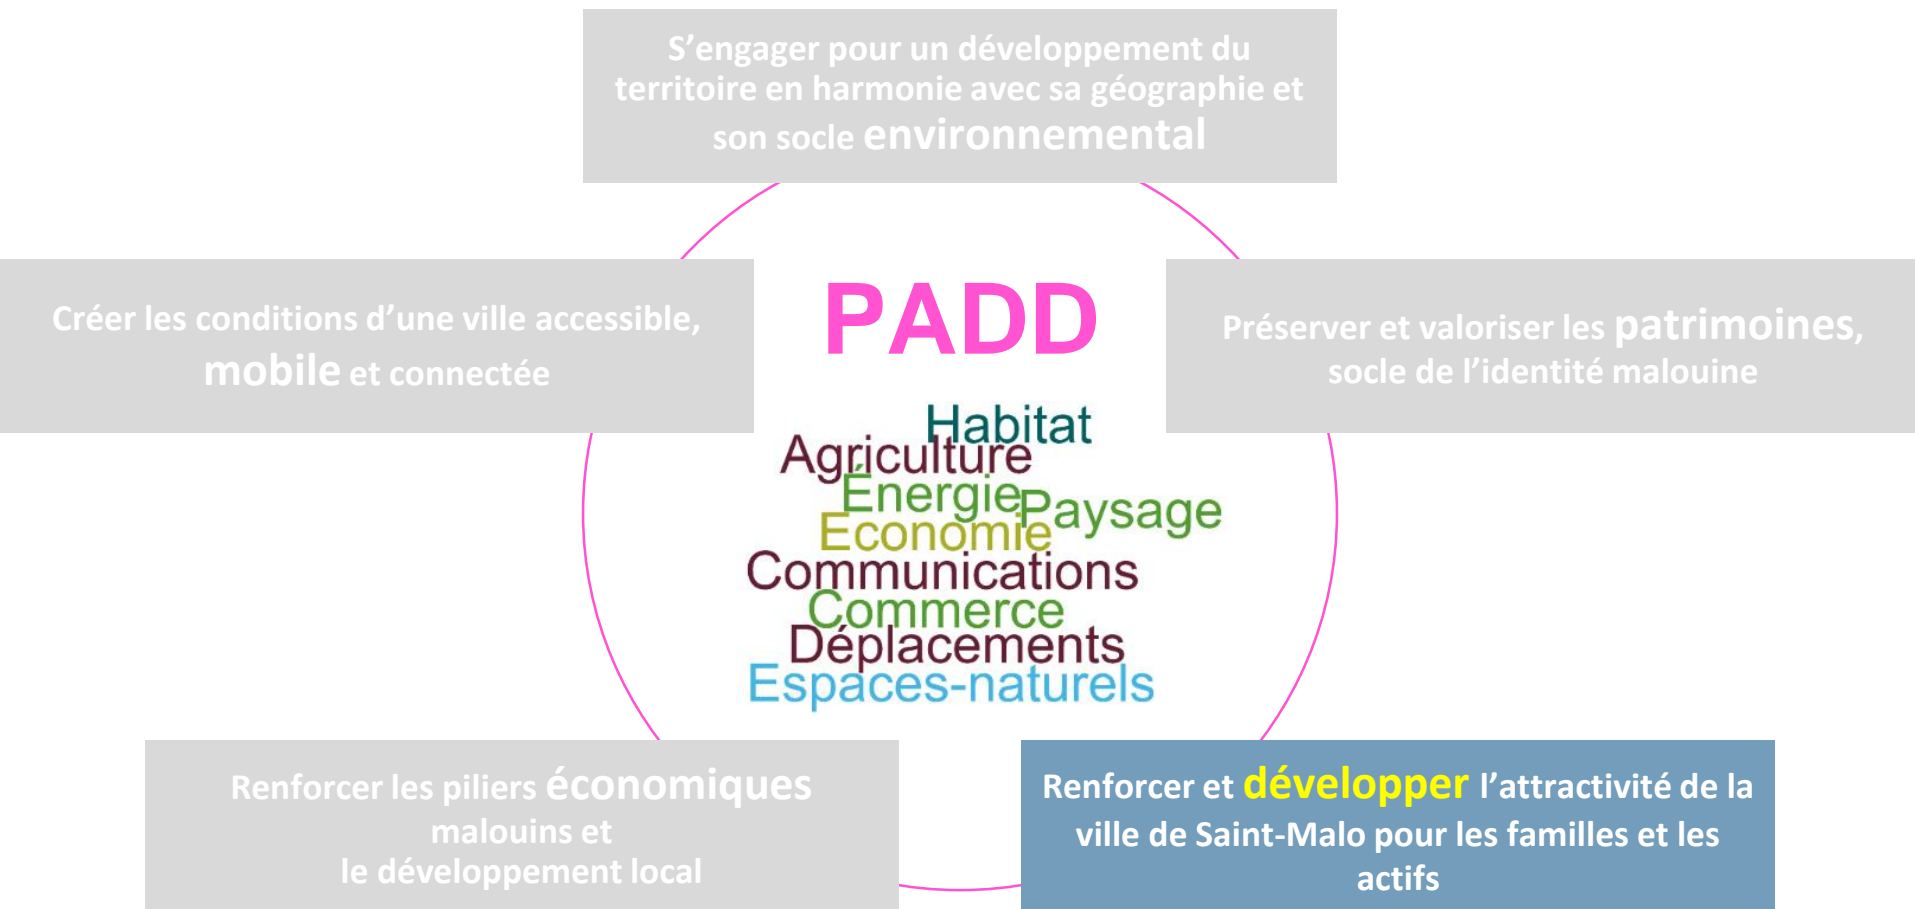 S’engager pour un développement du
territoire en harmonie avec sa géographie et
son socle environnemental
Créer les conditions d’une ville accessible,
mobile et connectée
PADD
Préserver et valoriser les patrimoines,
socle de l’identité malouine
Habitat
Agriculture
Énergie
Paysage
Economie
Communications
Commerce
Déplacements
Espaces-naturels
Renforcer les piliers économiques
malouins et
le développement local
Renforcer et développer l’attractivité de la
ville de Saint-Malo pour les familles et les
actifs